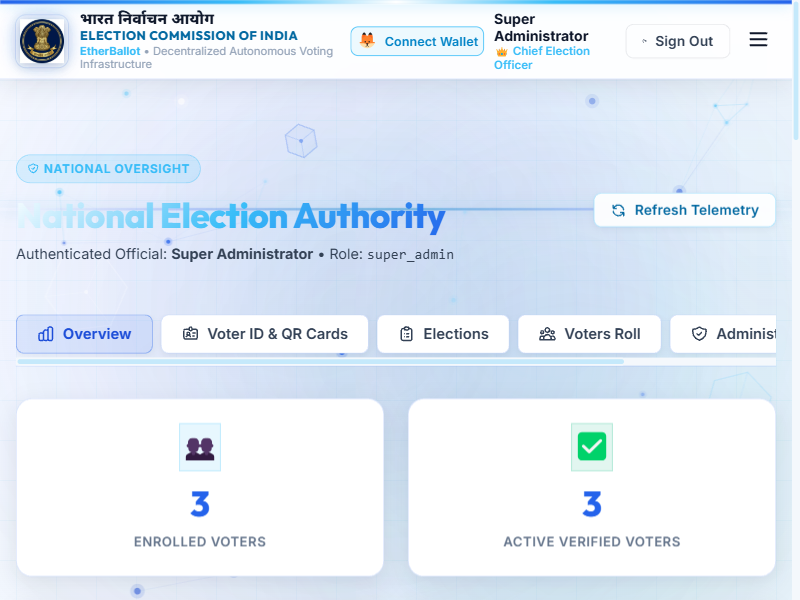 भारत निर्वाचन आयोग
ELECTION COMMISSION OF INDIA
EtherBallot • Decentralized Autonomous Voting
Infrastructure
Connect Wallet
Super
Administrator
Chief Election
Officer
Sign Out
NATIONAL OVERSIGHT
National Election Authority
Refresh Telemetry
Authenticated Official: Super Administrator • Role: super_admin
Overview
Voter ID & QR Cards
Elections
Voters Roll
Administ
3
ENROLLED VOTERS
3
ACTIVE VERIFIED VOTERS